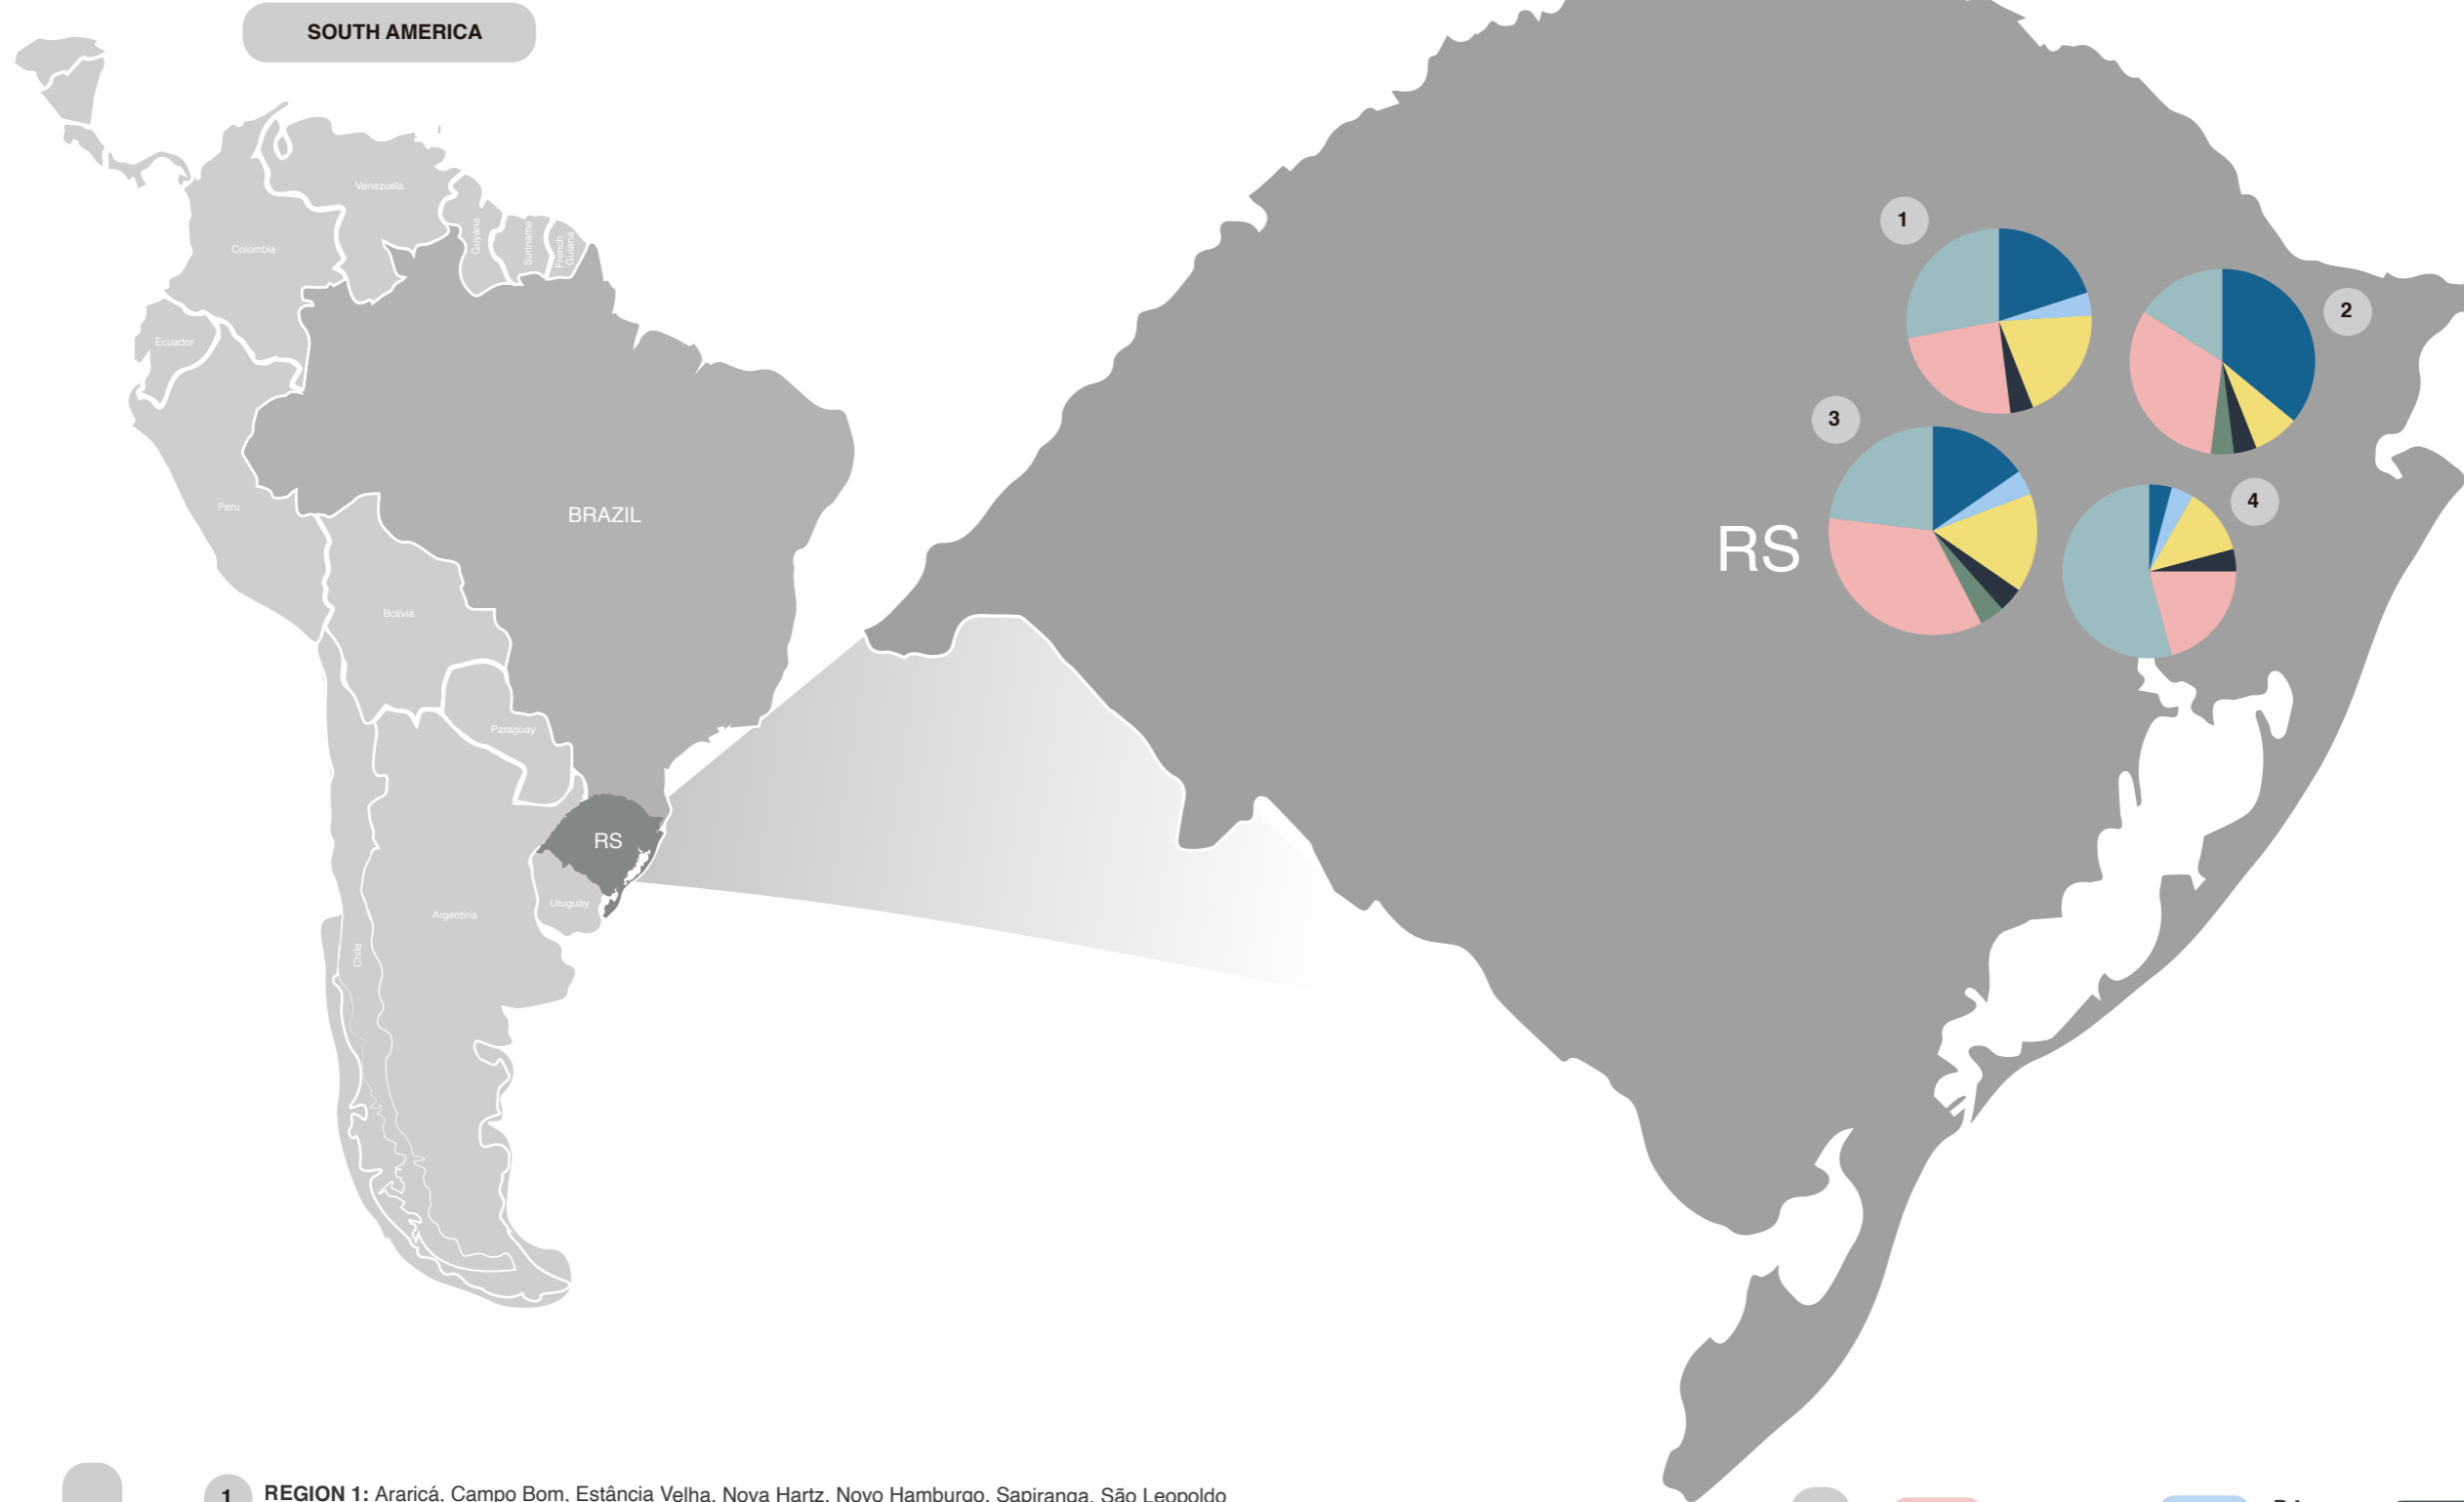 SOUTH AMERICA
Venezuela
Colombia
Guyana
Suriname
French
Guiana
Ecuador
Peru
BRAZIL
Bolivia
Paraguay
RS
Uruguay
Argentina
Chile
1
2
3
4
RS
1 REGION 1: Araricá, Campo Bom, Estância Velha, Nova Hartz, Novo Hamburgo, Sapiranga, São Leopoldo